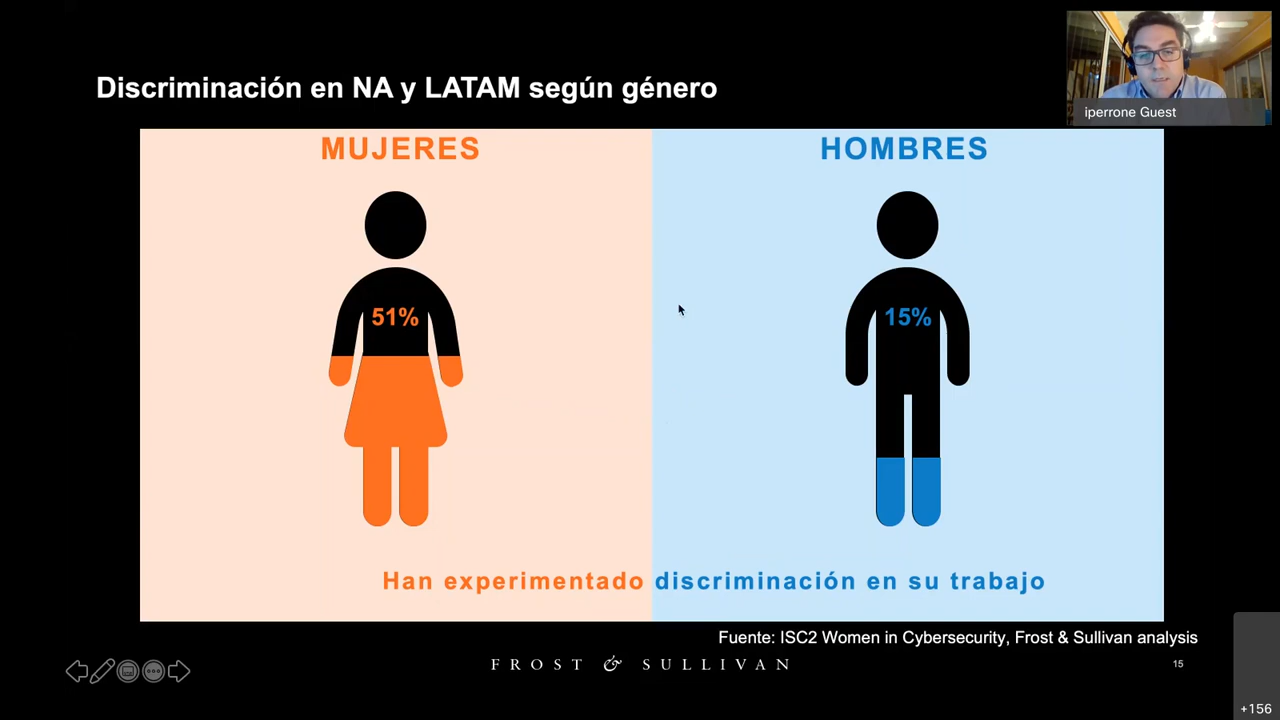 Discriminación en NA y LATAM según género
iperrone Guest
MUJERES
HOMBRES
51%
15%
Han experimentado discriminación en su trabajo
Fuente: ISC2 Women in Cybersecurity, Frost & Sullivan analysis
FROST & SULLIVAN
15
+156